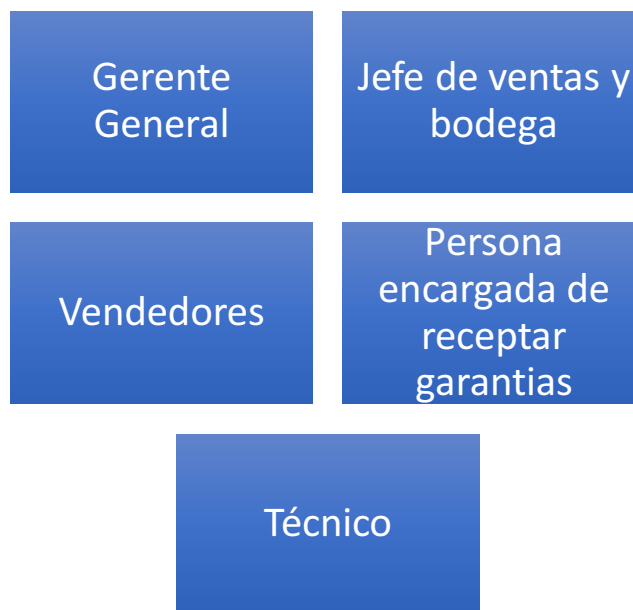 Gerente
General
Jefe de ventas y
bodega
Vendedores
Persona
encargada de
receptar
garantias
Técnico